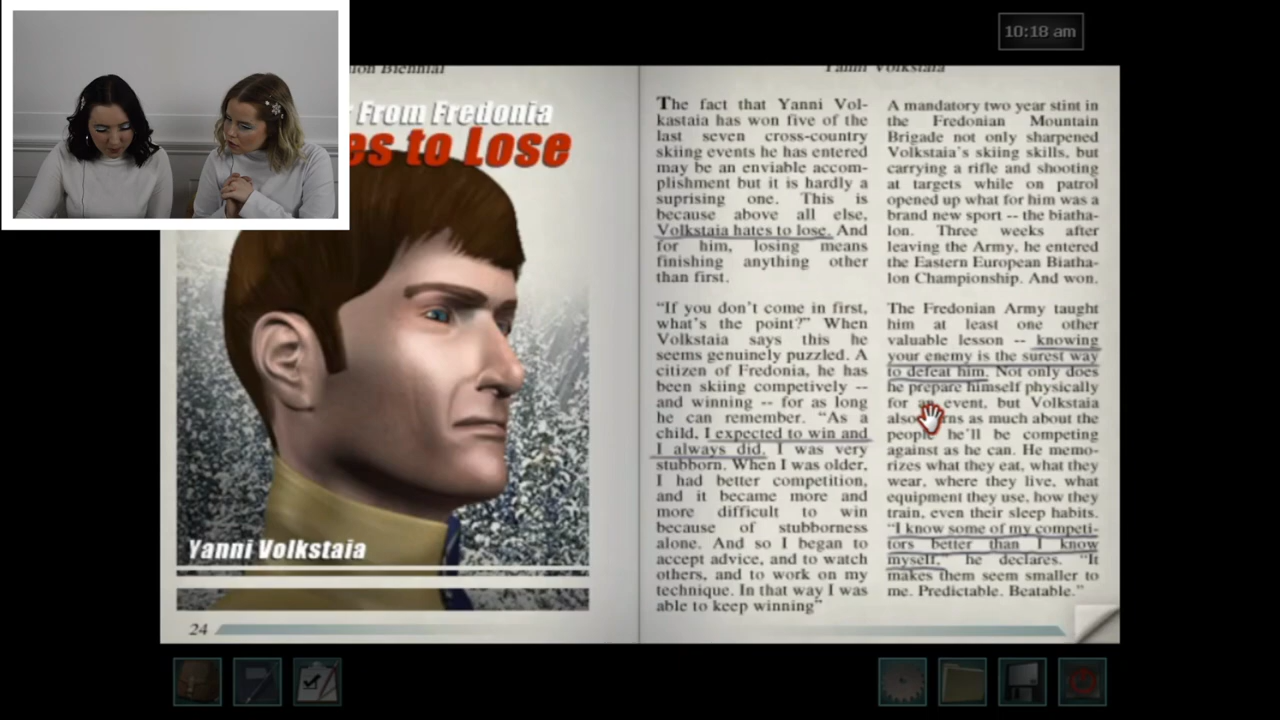 10:18 am
ion Biennial
Yanni Volkstaia
From Fredonia
es to Lose
Yanni Volkstaia
24
The fact that Yanni Vol-
kastaia has won five of the
last seven cross-country
skiing events he has entered
may be an enviable accom-
plishment but it is hardly a
suprising one. This is
because above all else,
Volkstaia hates to lose. And
for him, losing means
finishing anything other
than first.
“If you don't come in first,
what's the point?” When
Volkstaia says this he
seems genuinely puzzled. A
citizen of Fredonia, he has
been skiing competively --
and winning -- for as long
he can remember. “As a
child, I expected to win and
I always did. I was very
stubborn. When I was older,
I had better competition,
and it became more and
more difficult to win
because of stubborness
alone. And so I began to
accept advice, and to watch
others, and to work on my
technique. In that way I was
able to keep winning”
A mandatory two year stint in
the Fredonian Mountain
Brigade not only sharpened
Volkstaia's skiing skills, but
carrying a rifle and shooting
at targets while on patrol
opened up what for him was a
brand new sport -- the biatha-
lon. Three weeks after
leaving the Army, he entered
the Eastern European Biatha-
lon Championship. And won.
The Fredonian Army taught
him at least one other
valuable lesson -- knowing
your enemy is the surest way
to defeat him. Not only does
he prepare himself physically
for an event, but Volkstaia
also rns as much about the
people he'll be competing
against as he can. He memo-
rizes what they eat, what they
wear, where they live, what
equipment they use, how they
train, even their sleep habits.
“I know some of my competi-
tors better than I know
myself,” he declares. “It
makes them seem smaller to
me. Predictable. Beatable.”